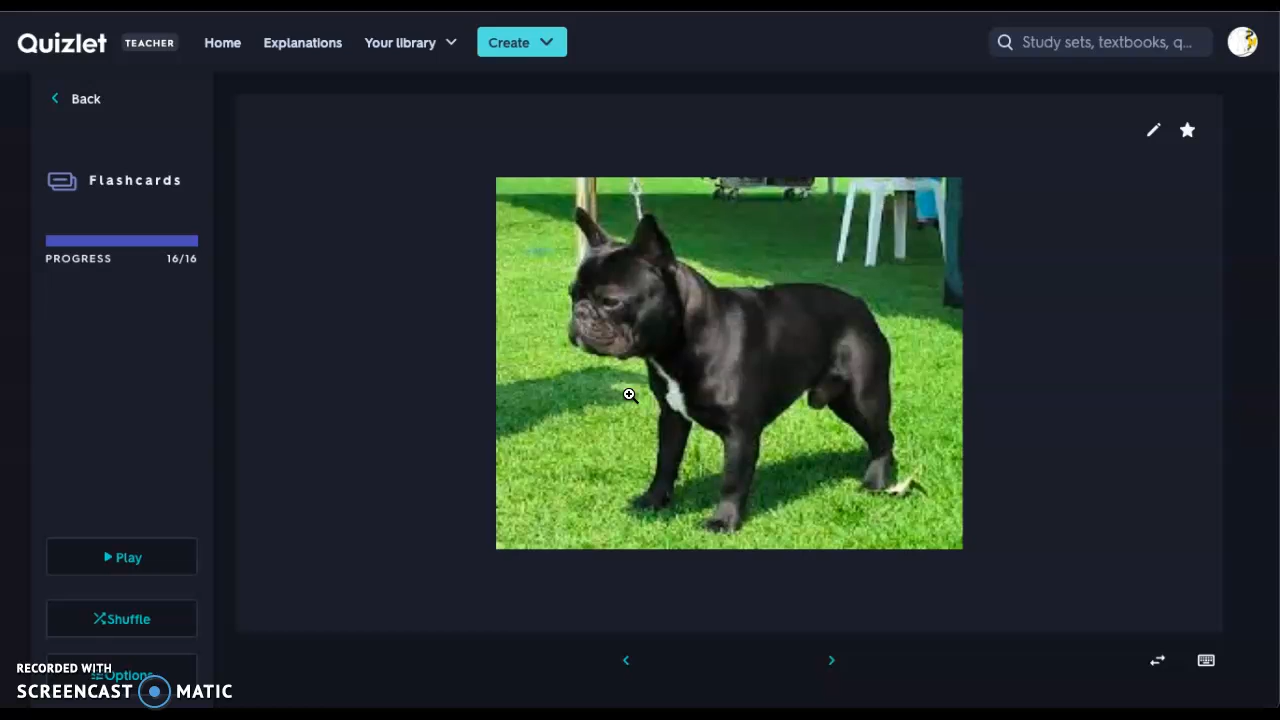 Quizlet TEACHER Home Explanations Your library Create Study sets, textbooks, q...
Back
Flashcards
PROGRESS 16/16
Play
Shuffle
Options
RECORDED WITH
SCREENCAST MATIC